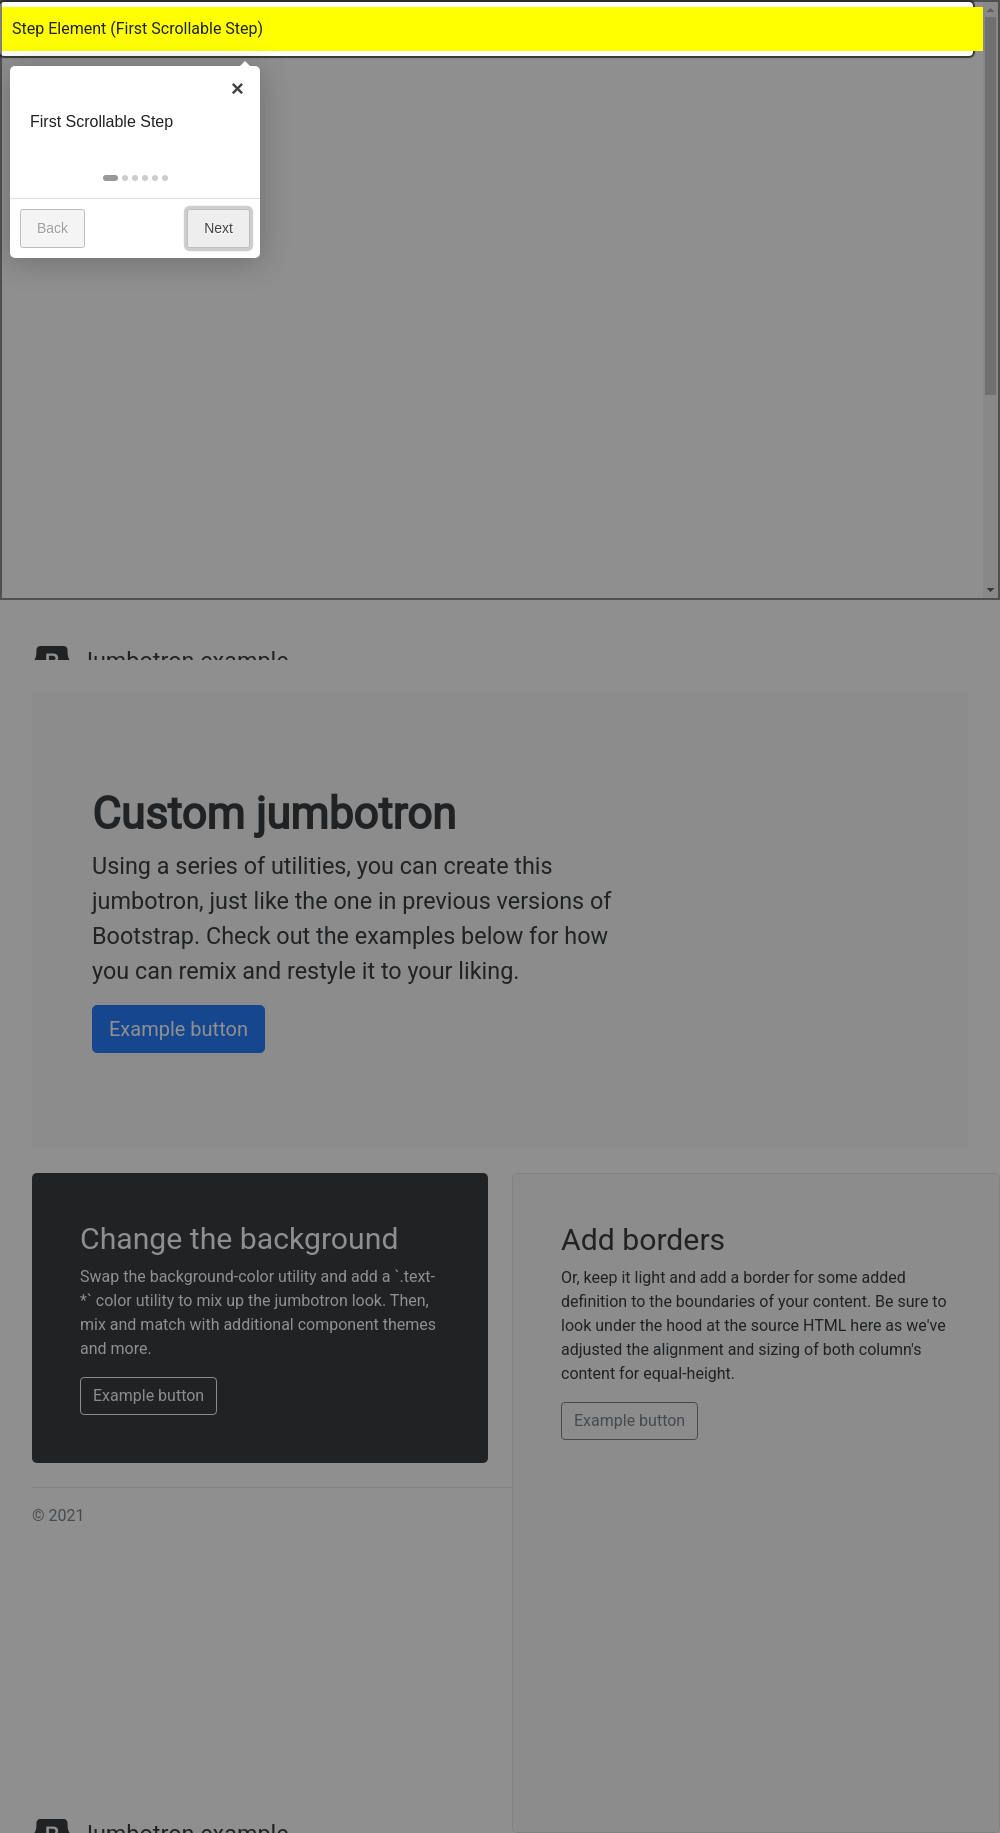 Step Element (First Scrollable Step)
×
First Scrollable Step
Back
Next
Jumbotron example
Custom jumbotron
Using a series of utilities, you can create this
jumbotron, just like the one in previous versions of
Bootstrap. Check out the examples below for how
you can remix and restyle it to your liking.
Example button
Change the background
Swap the background-color utility and add a `.text-
*` color utility to mix up the jumbotron look. Then,
mix and match with additional component themes
and more.
Example button
Add borders
Or, keep it light and add a border for some added
definition to the boundaries of your content. Be sure to
look under the hood at the source HTML here as we've
adjusted the alignment and sizing of both column's
content for equal-height.
Example button
© 2021
Jumbotron example